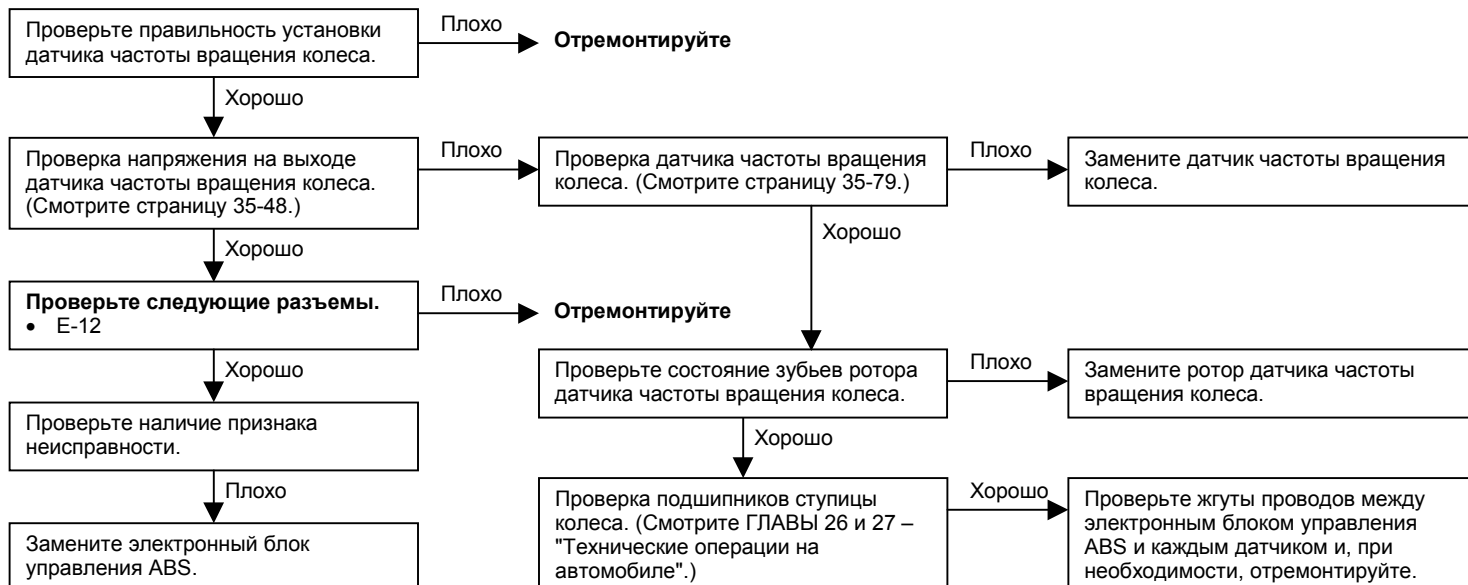 Проверьте правильность установки
датчика частоты вращения колеса.
Плохо
Отремонтируйте
Хорошо
Проверка напряжения на выходе
датчика частоты вращения колеса.
(Смотрите страницу 35-48.)
Плохо
Проверка датчика частоты вращения
колеса. (Смотрите страницу 35-79.)
Плохо
Замените датчик частоты вращения
колеса.
Хорошо
Хорошо
Проверьте следующие разъемы.
• E-12
Плохо
Отремонтируйте
Хорошо
Проверьте состояние зубьев ротора
датчика частоты вращения колеса.
Плохо
Замените ротор датчика частоты
вращения колеса.
Проверьте наличие признака
неисправности.
Хорошо
Плохо
Проверка подшипников ступицы
колеса. (Смотрите ГЛАВЫ 26 и 27 –
"Технические операции на
автомобиле".)
Хорошо
Проверьте жгуты проводов между
электронным блоком управления
ABS и каждым датчиком и, при
необходимости, отремонтируйте.
Замените электронный блок
управления ABS.